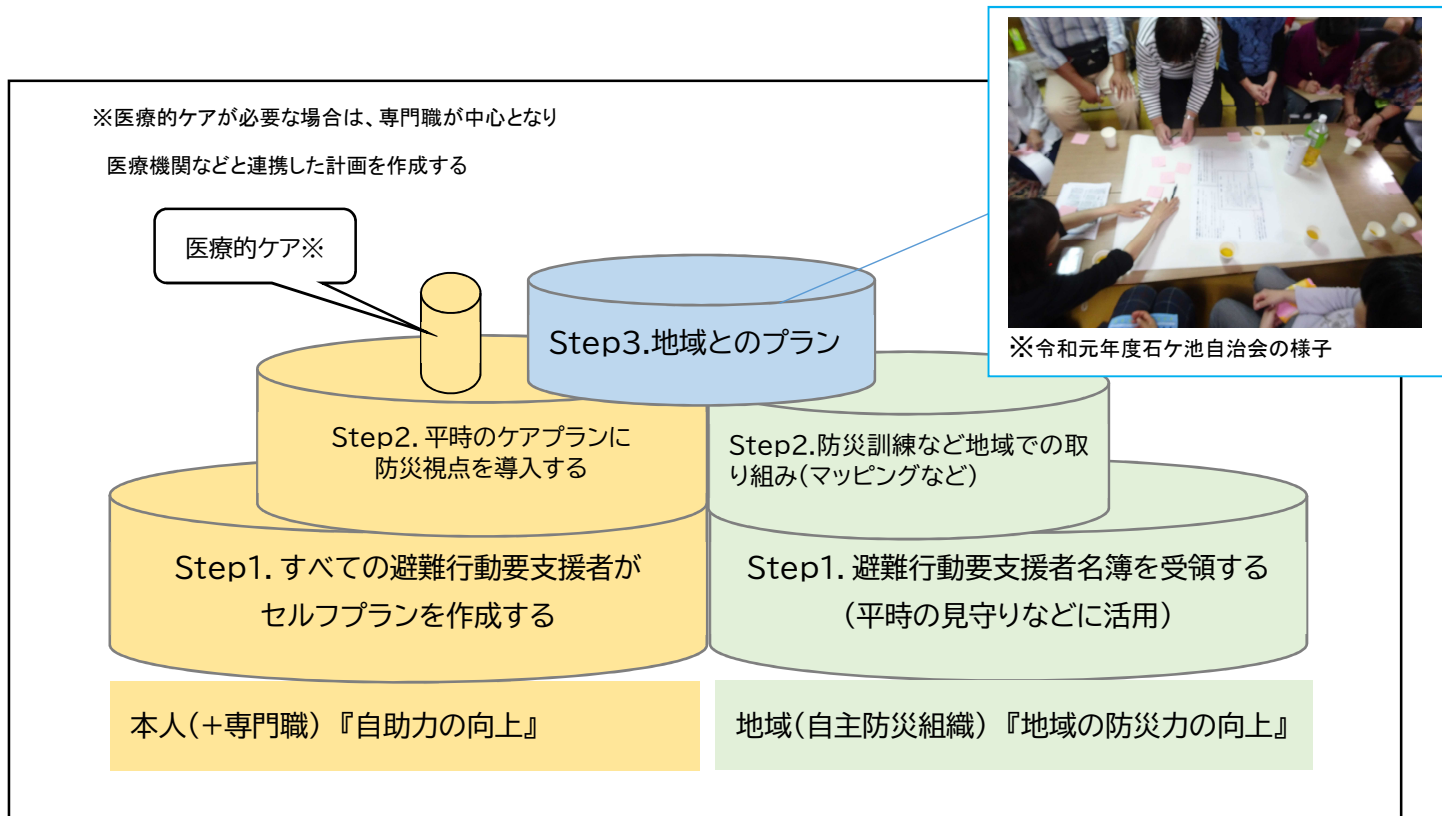 ※医療的ケアが必要な場合は、専門職が中心となり
医療機関などと連携した計画を作成する
医療的ケア※
※令和元年度石ケ池自治会の様子
Step3.地域とのプラン
Step2.平時のケアプランに
防災視点を導入する
Step2.防災訓練など地域での取
り組み(マッピングなど)
Step1.すべての避難行動要支援者が
セルフプランを作成する
Step1.避難行動要支援者名簿を受領する
(平時の見守りなどに活用)
本人(+専門職)『自助力の向上』
地域(自主防災組織)『地域の防災力の向上』